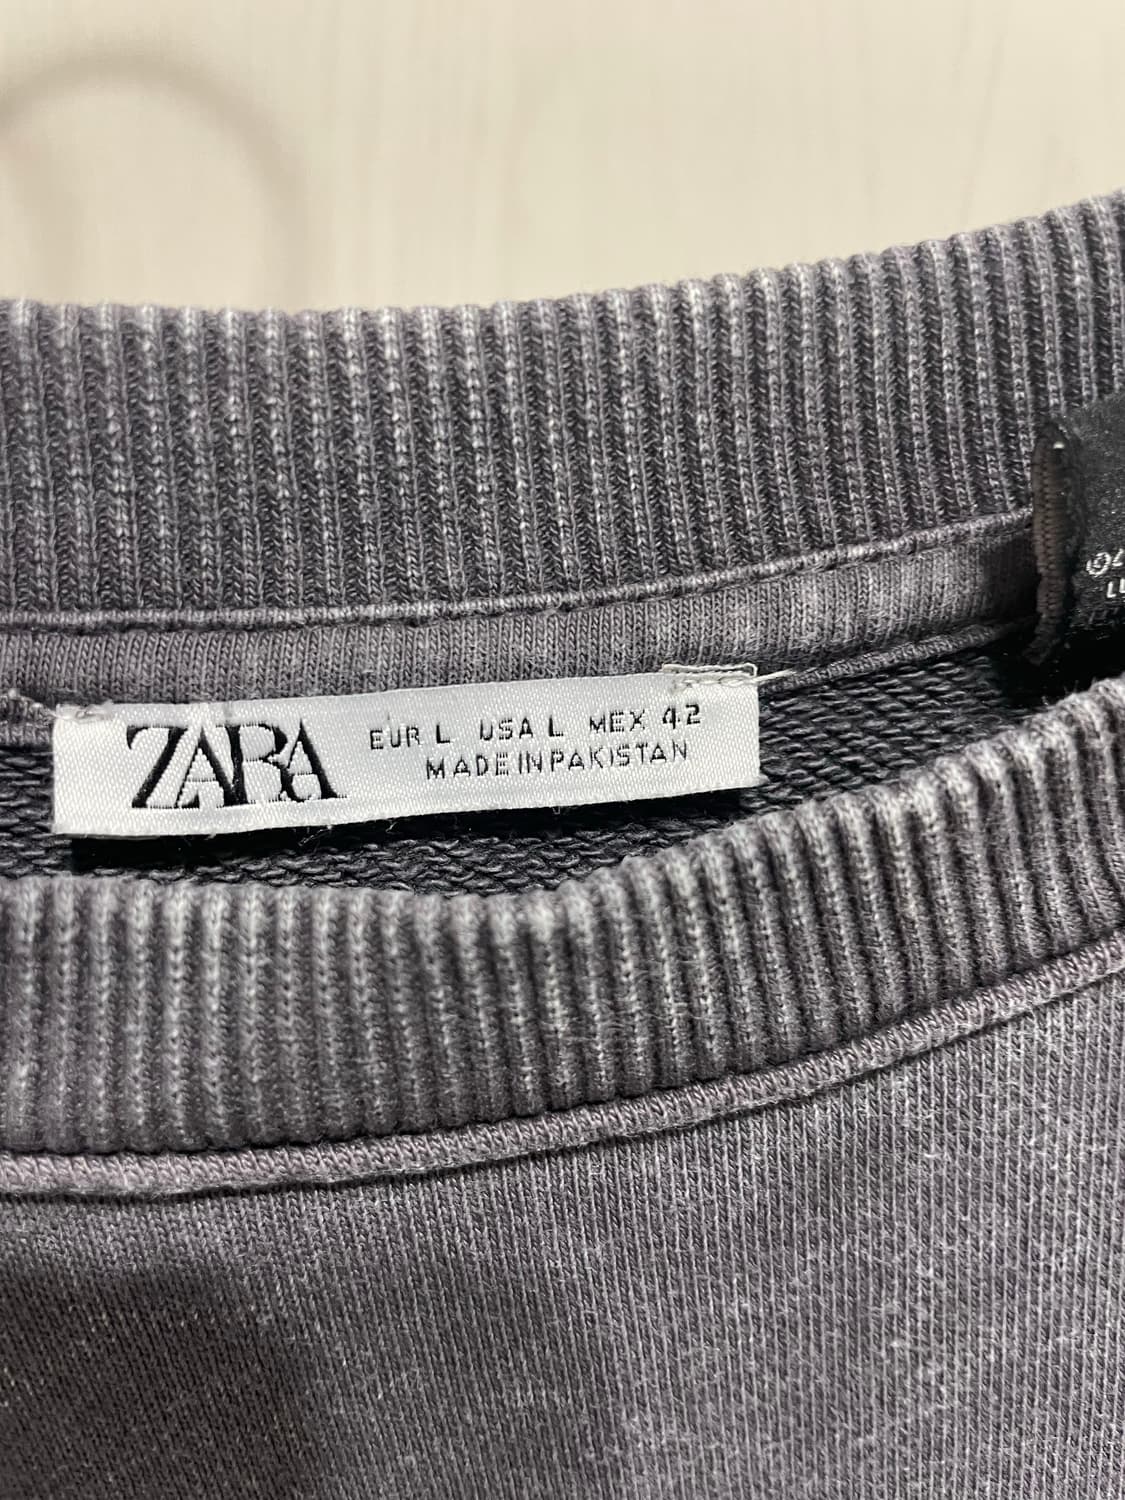 ZARA
EUR L USA L MEX 42
MADE IN PAKISTAN